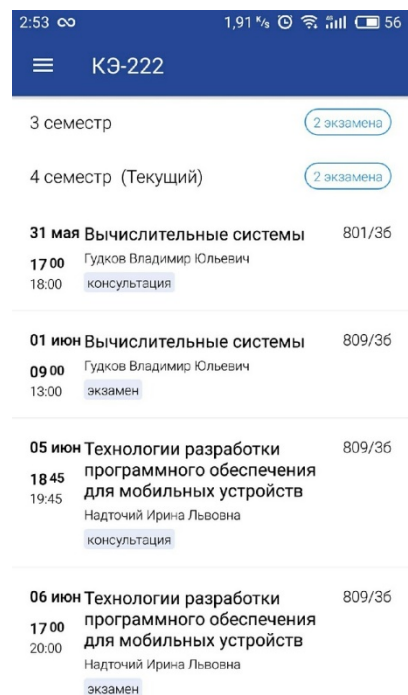 2:53 ∞ 1,91 К/s 56
КЭ-222
3 семестр 2 экзамена
4 семестр (Текущий) 2 экзамена
31 мая Вычислительные системы 801/3б
17 00 Гудков Владимир Юльевич
18:00 консультация
01 июн Вычислительные системы 809/3б
09 00 Гудков Владимир Юльевич
13:00 экзамен
05 июн Технологии разработки 809/3б
18 45 программного обеспечения
19:45 для мобильных устройств
Надточий Ирина Львовна
консультация
06 июн Технологии разработки 809/3б
17 00 программного обеспечения
20:00 для мобильных устройств
Надточий Ирина Львовна
экзамен